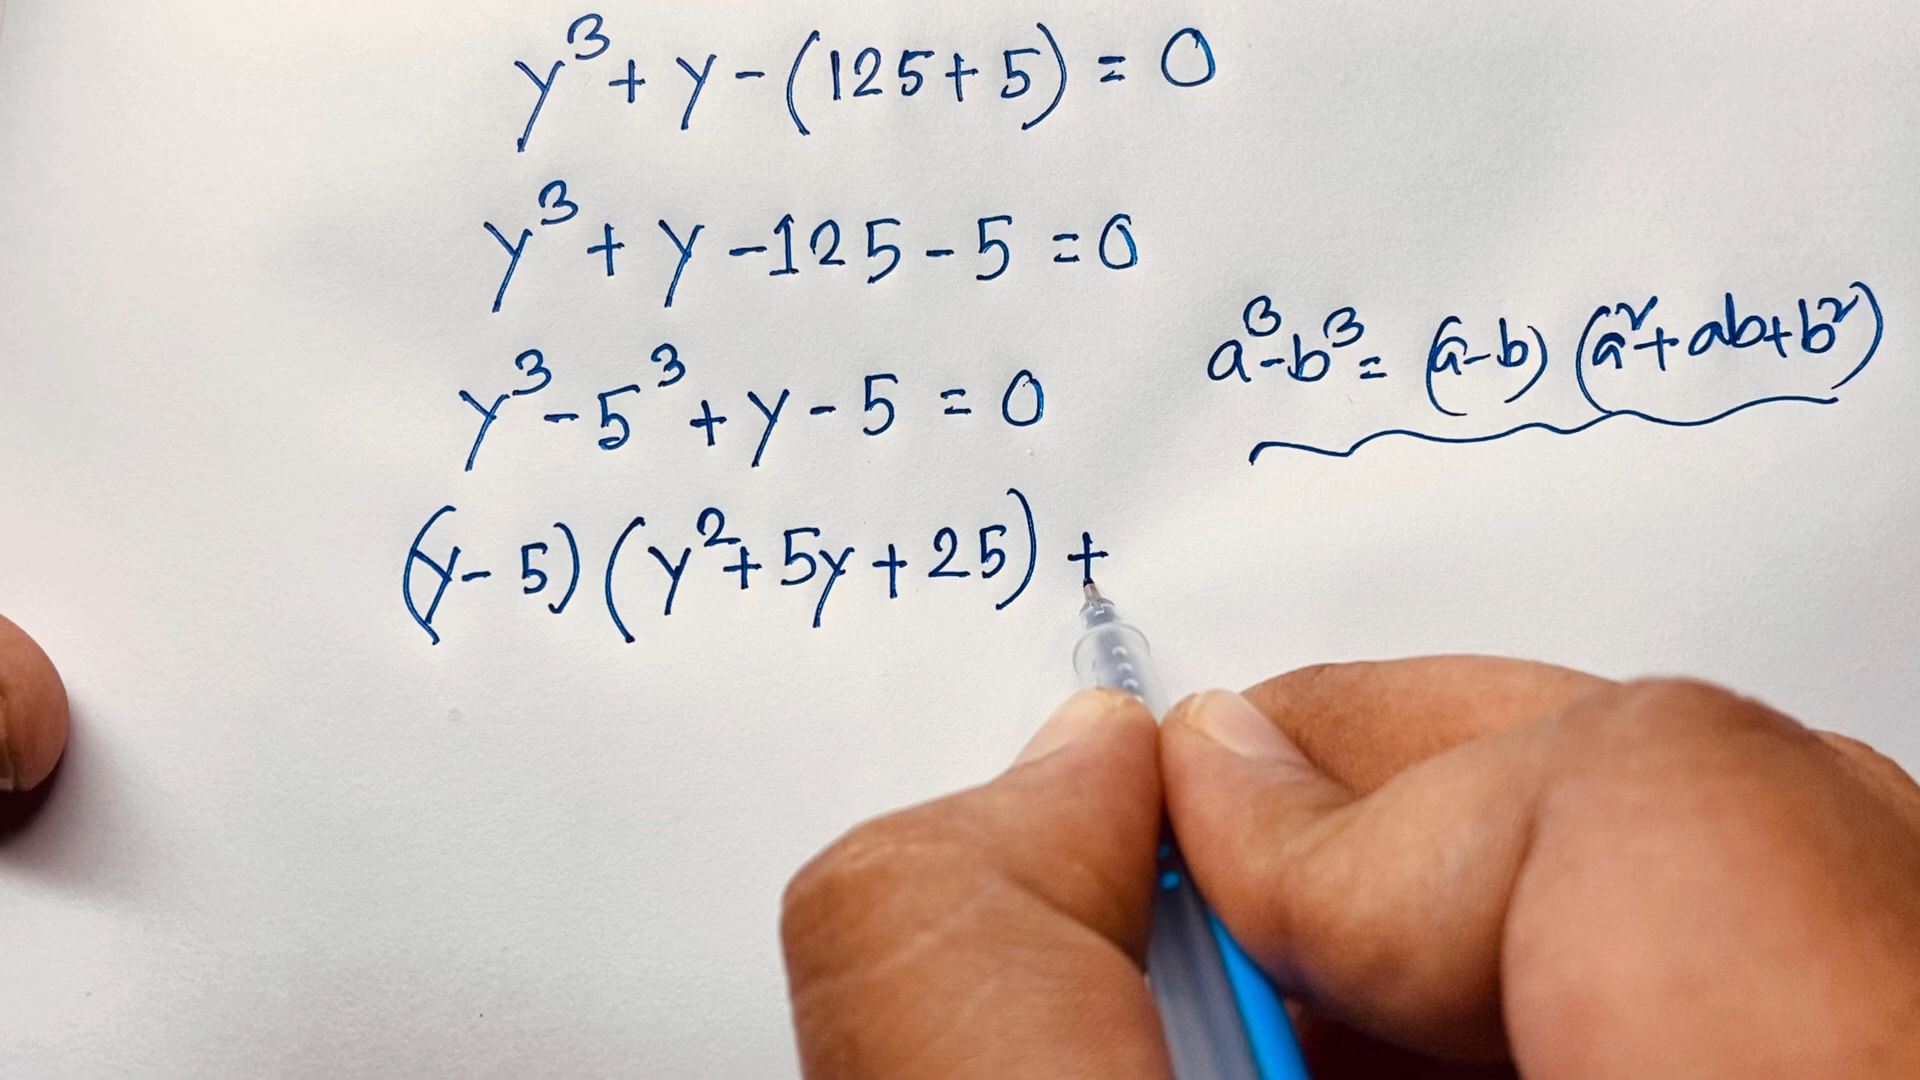 y³ + y - (125 + 5) = 0
y³ + y - 125 - 5 = 0
y³ - 5³ + y - 5 = 0
a³ - b³ = (a - b) (a² + ab + b²)
(y - 5) (y² + 5y + 25) +